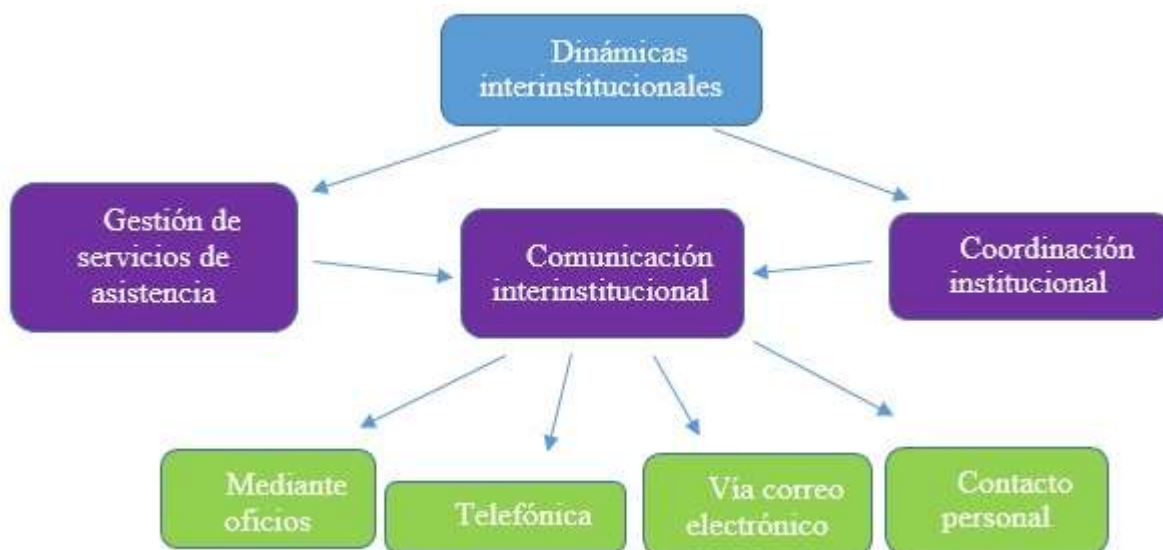 Dinámicas
interinstitucionales
Gestión de
servicios de
asistencia
Comunicación
interinstitucional
Coordinación
institucional
Mediante
oficios
Telefónica
Vía correo
electrónico
Contacto
personal